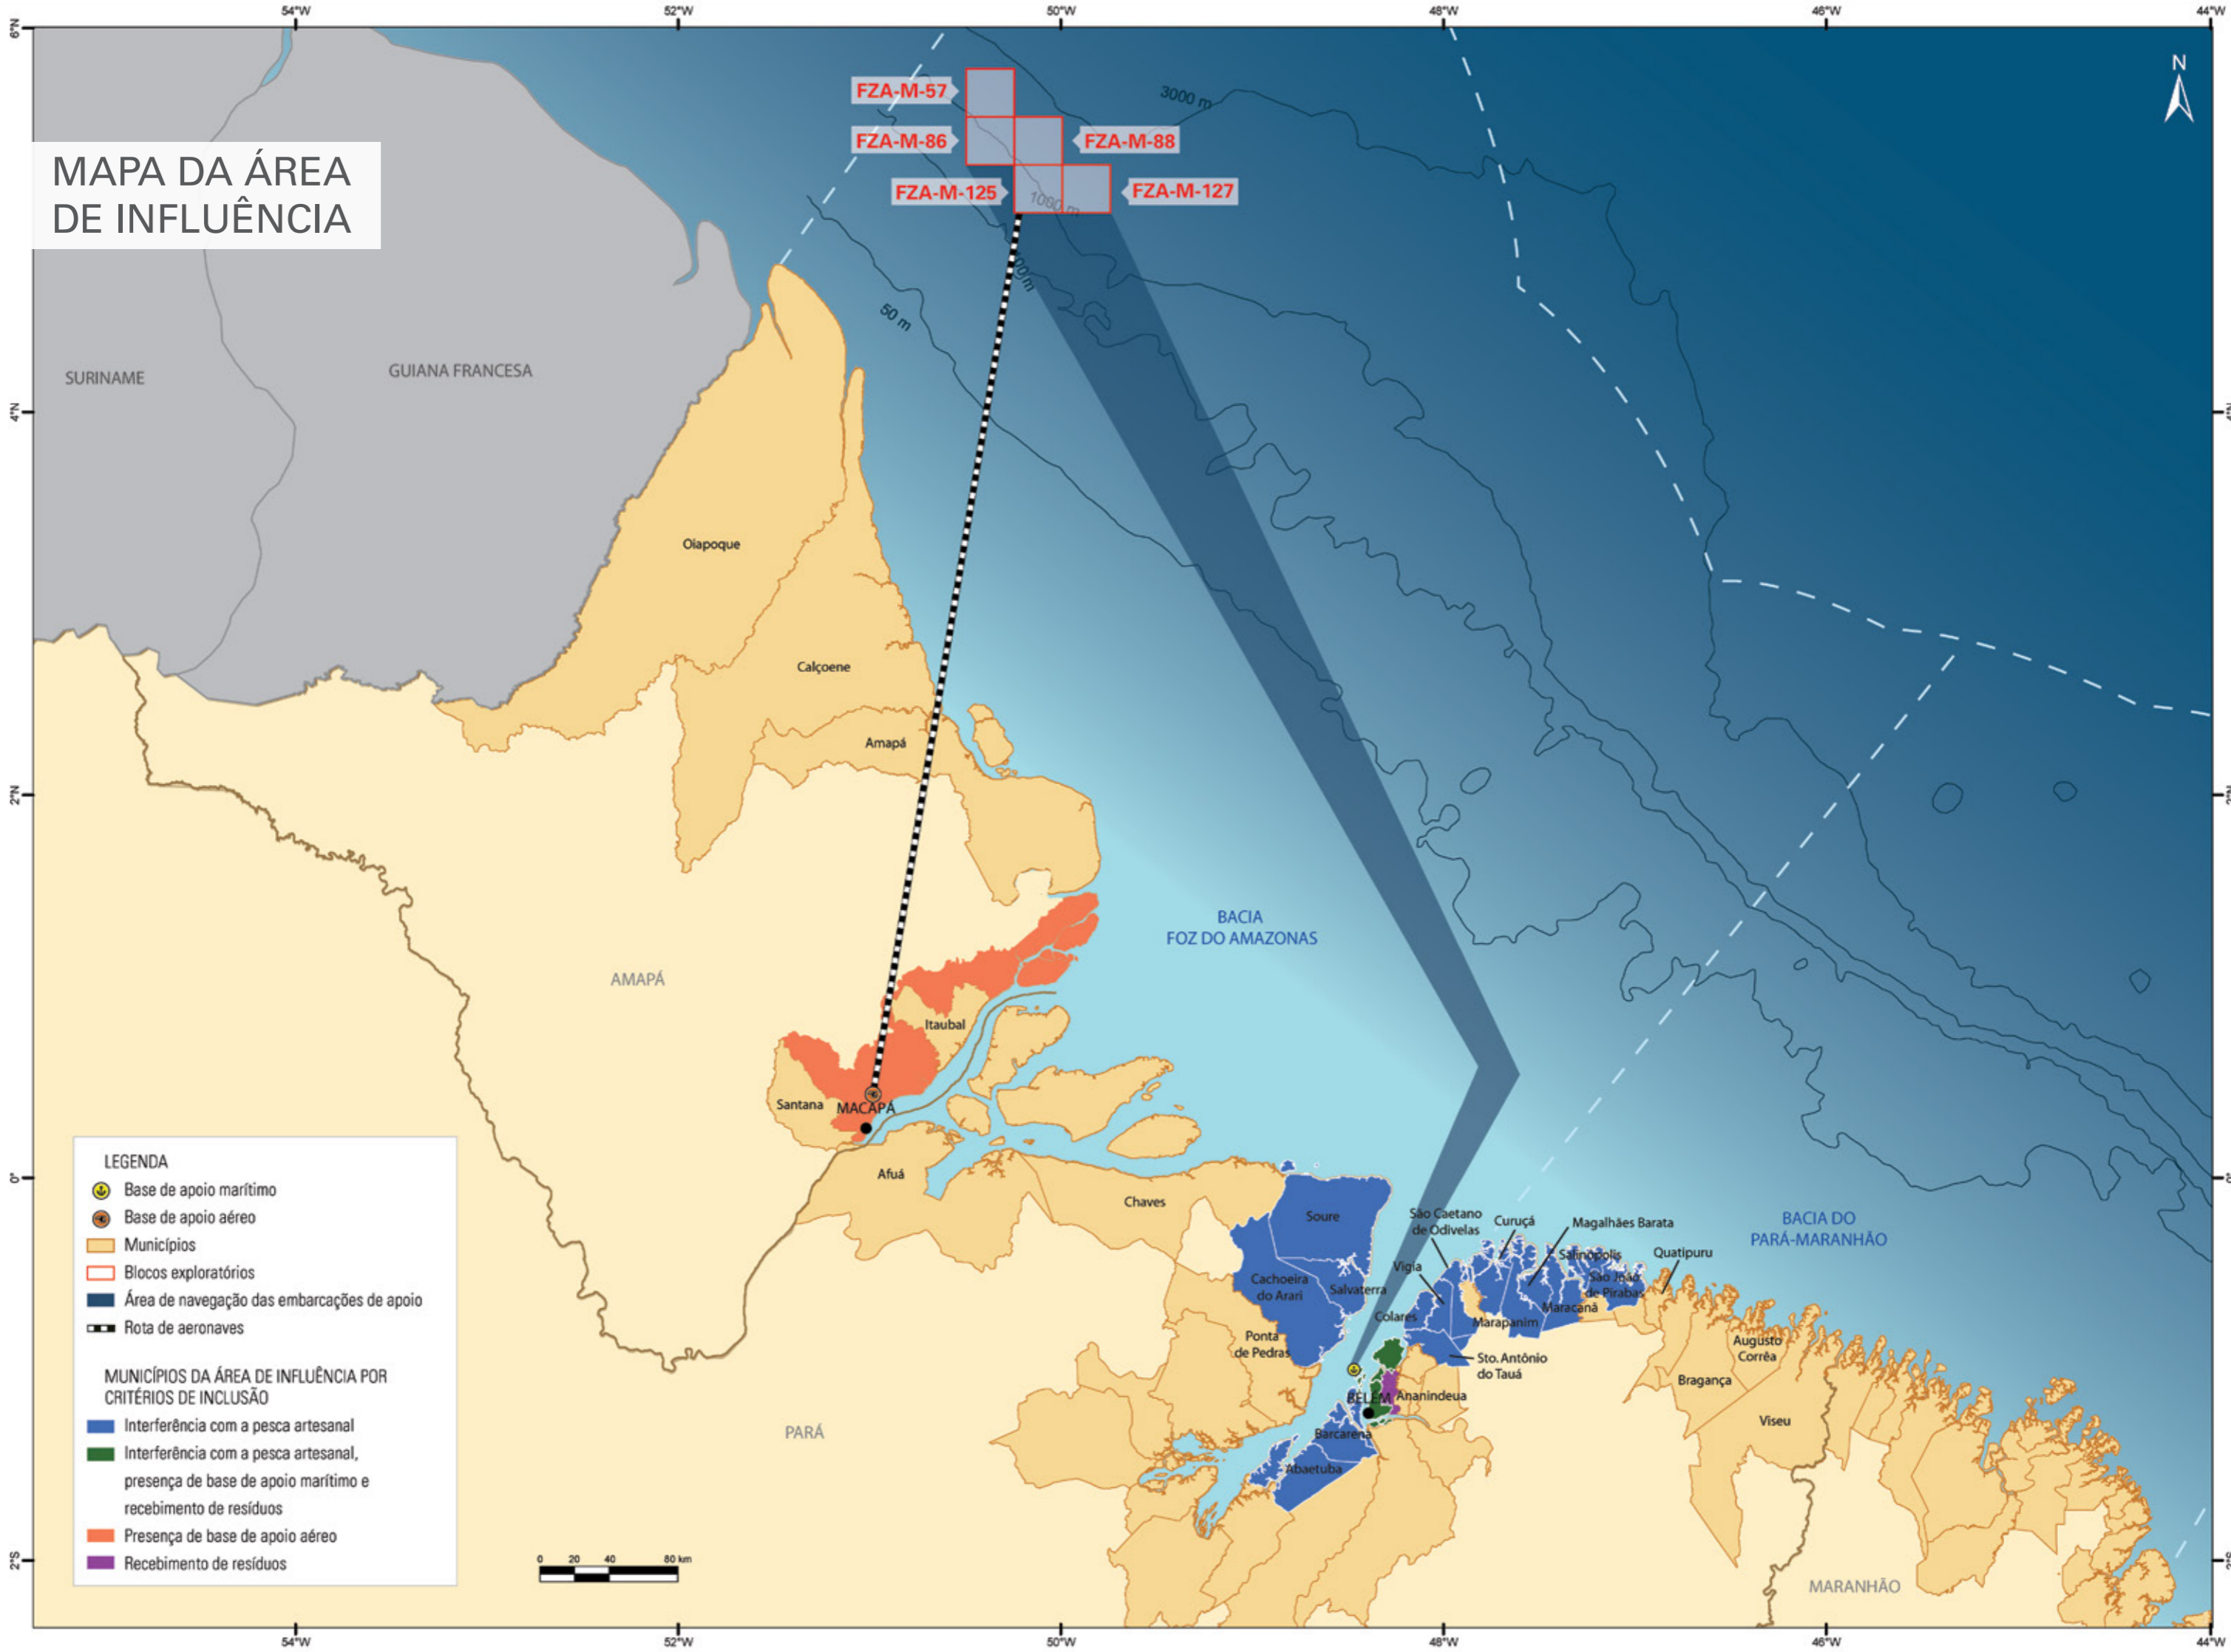 54°W
52°W
50°W
48°W
46°W
44°W
6°N
N
MAPA DA ÁREA
DE INFLUÊNCIA
FZA-M-57
FZA-M-86
FZA-M-88
FZA-M-125
FZA-M-127
3000 m
1000 m
50 m
SURINAME
GUIANA FRANCESA
4°N
Oiapoque
Calçoene
Amapá
2°N
BACIA
FOZ DO AMAZONAS
AMAPÁ
Itaubal
Santana
MACAPÁ
Afuá
Chaves
0°
Soure
São Caetano
de Odivelas
Curuçá
Magalhães Barata
BACIA DO
PARÁ-MARANHÃO
Salinópolis
Quatipuru
Vigia
Cachoeira
do Arari
Salvaterra
São João
de Pirabas
Maracanã
Colares
Marapanim
Ponta
de Pedras
Augusto
Corrêa
Sto. Antônio
do Tauá
Bragança
BELÉM
Ananindeua
Viseu
PARÁ
Barcarena
Abaetuba
MARANHÃO
2°S
LEGENDA
Base de apoio marítimo
Base de apoio aéreo
Municípios
Blocos exploratórios
Área de navegação das embarcações de apoio
Rota de aeronaves
MUNICÍPIOS DA ÁREA DE INFLUÊNCIA POR
CRITÉRIOS DE INCLUSÃO
Interferência com a pesca artesanal
Interferência com a pesca artesanal,
presença de base de apoio marítimo e
recebimento de resíduos
Presença de base de apoio aéreo
Recebimento de resíduos
0 20 40 80 km
54°W
52°W
50°W
48°W
46°W
44°W